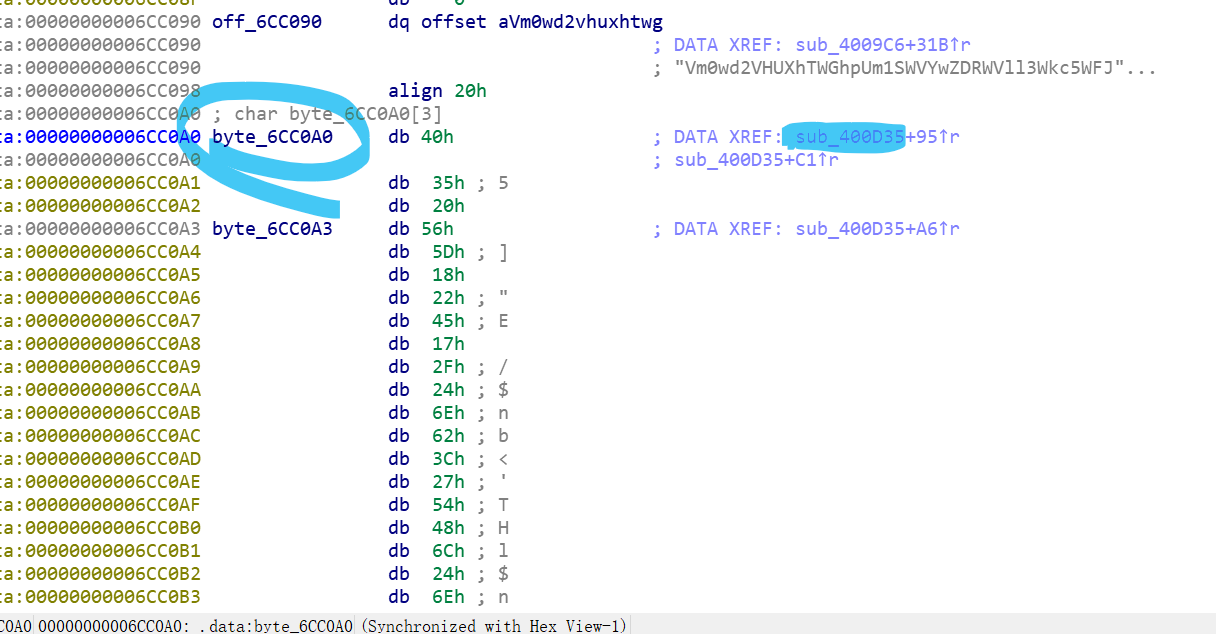 ta:00000000006CC08F db 0
ta:00000000006CC090 off_6CC090 dq offset aVm0wd2vhuxhtwg
ta:00000000006CC090 ; DATA XREF: sub_4009C6+31B↑r
ta:00000000006CC090 ; "Vm0wd2VHUXhTWGhpUm1SWVYwZDRWVll3Wkc5WFJ"...
ta:00000000006CC098 align 20h
ta:00000000006CC0A0 ; char byte_6CC0A0[3]
ta:00000000006CC0A0 byte_6CC0A0 db 40h ; DATA XREF: sub_400D35+95↑r
ta:00000000006CC0A0 ; sub_400D35+C1↑r
ta:00000000006CC0A1 db 35h ; 5
ta:00000000006CC0A2 db 20h
ta:00000000006CC0A3 byte_6CC0A3 db 56h ; DATA XREF: sub_400D35+A6↑r
ta:00000000006CC0A4 db 5Dh ; ]
ta:00000000006CC0A5 db 18h
ta:00000000006CC0A6 db 22h ; "
ta:00000000006CC0A7 db 45h ; E
ta:00000000006CC0A8 db 17h
ta:00000000006CC0A9 db 2Fh ; /
ta:00000000006CC0AA db 24h ; $
ta:00000000006CC0AB db 6Eh ; n
ta:00000000006CC0AC db 62h ; b
ta:00000000006CC0AD db 3Ch ; <
ta:00000000006CC0AE db 27h ; '
ta:00000000006CC0AF db 54h ; T
ta:00000000006CC0B0 db 48h ; H
ta:00000000006CC0B1 db 6Ch ; l
ta:00000000006CC0B2 db 24h ; $
ta:00000000006CC0B3 db 6Eh ; n
C0A0 00000000006CC0A0: .data:byte_6CC0A0 (Synchronized with Hex View-1)